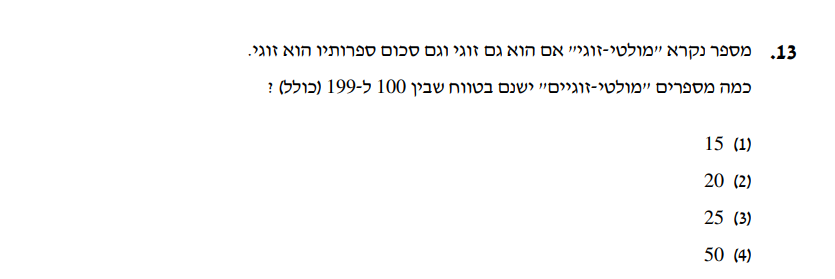 13. מספר נקרא "מולטי-זוגי" אם הוא גם זוגי וגם סכום ספרותיו הוא זוגי.
כמה מספרים "מולטי-זוגיים" ישנם בטווח שבין 100 ל-199 (כולל) ?
(1) 15
(2) 20
(3) 25
(4) 50